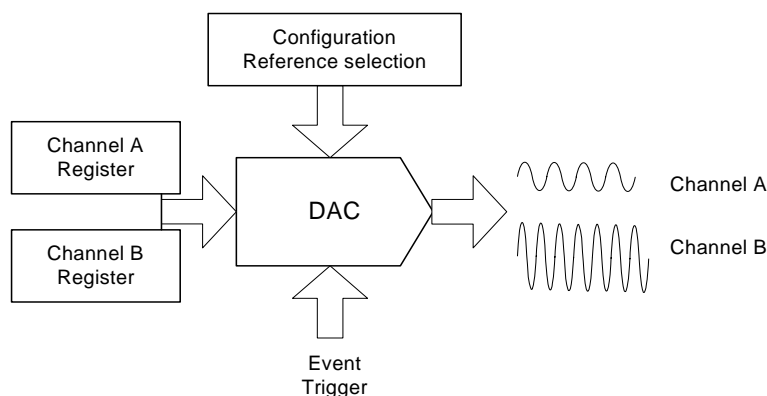 Configuration
Reference selection
Channel A
Register
DAC
Channel A
Channel B
Channel B
Register
Event
Trigger